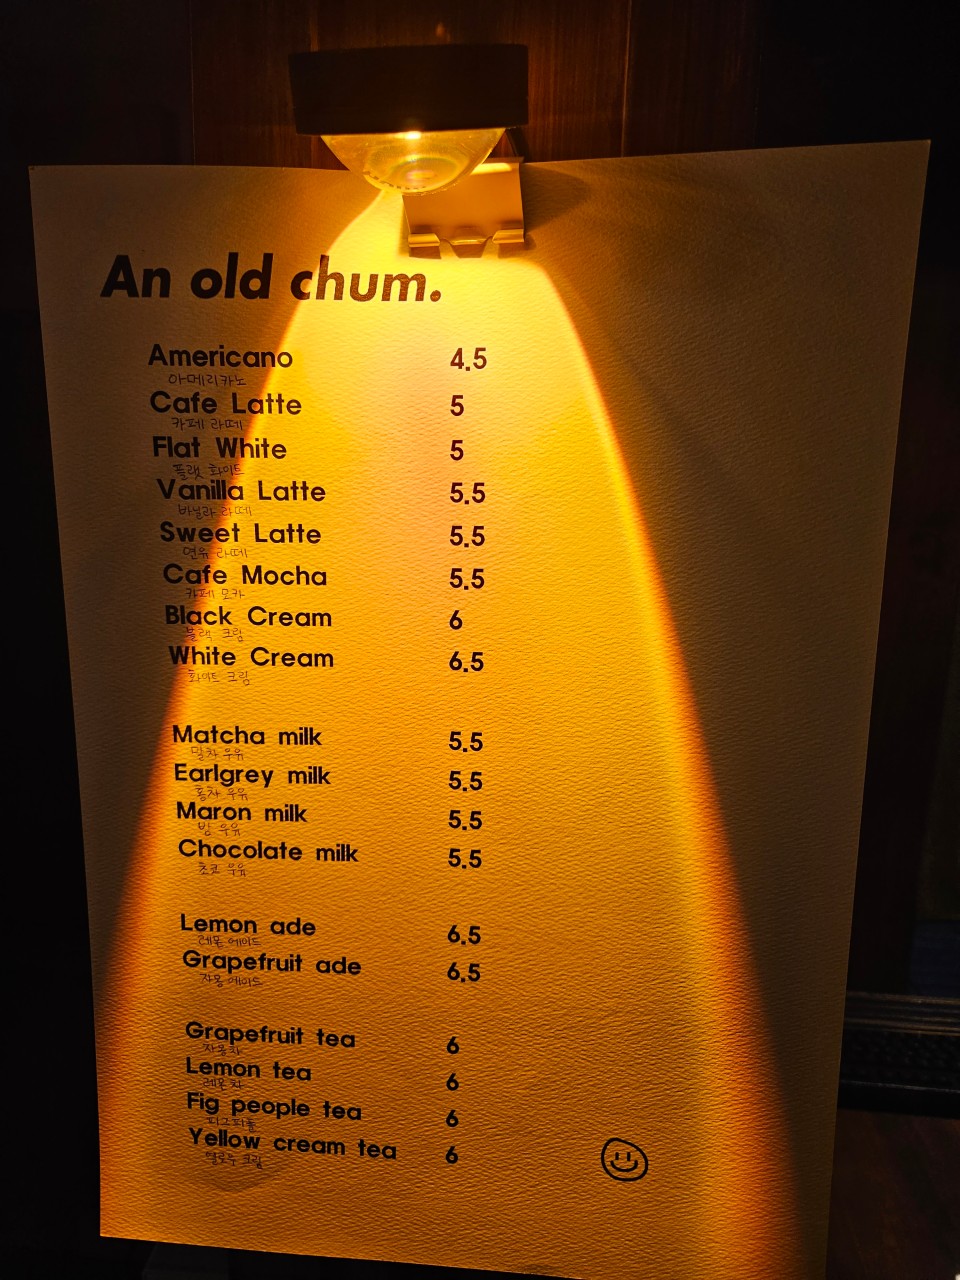 An old chum.
Americano 4.5
아메리카노
Cafe Latte 5
카페 라떼
Flat White 5
플랫 화이트
Vanilla Latte 5.5
바닐라 라떼
Sweet Latte 5.5
연유 라떼
Cafe Mocha 5.5
카페 모카
Black Cream 6
블랙 크림
White Cream 6.5
화이트 크림
Matcha milk 5.5
말차 우유
Earlgrey milk 5.5
홍차 우유
Maron milk 5.5
밤 우유
Chocolate milk 5.5
초코 우유
Lemon ade 6.5
레몬 에이드
Grapefruit ade 6.5
자몽 에이드
Grapefruit tea 6
자몽차
Lemon tea 6
레몬 차
Fig people tea 6
피그피플
Yellow cream tea 6
옐로우 크림